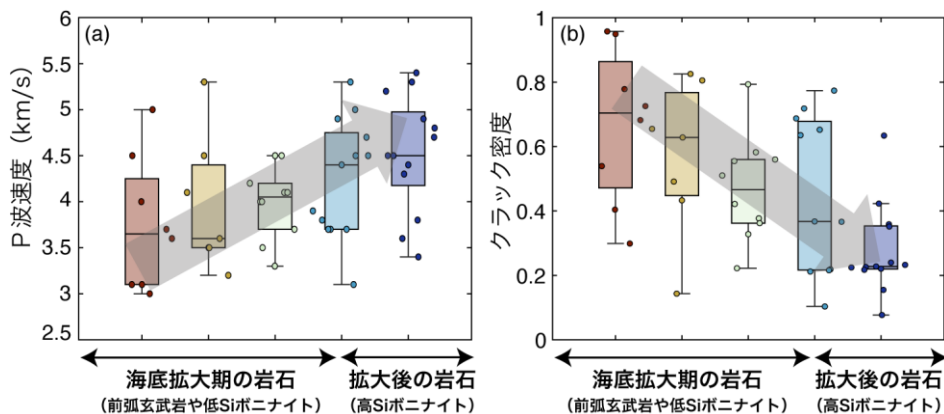 (a)
P波速度 (km/s)
6
5.5
5
4.5
4
3.5
3
2.5
海底拡大期の岩石
(前弧玄武岩や低Siボニナイト)
拡大後の岩石
(高Siボニナイト)
(b)
クラック密度
1
0.8
0.6
0.4
0.2
0
海底拡大期の岩石
(前弧玄武岩や低Siボニナイト)
拡大後の岩石
(高Siボニナイト)